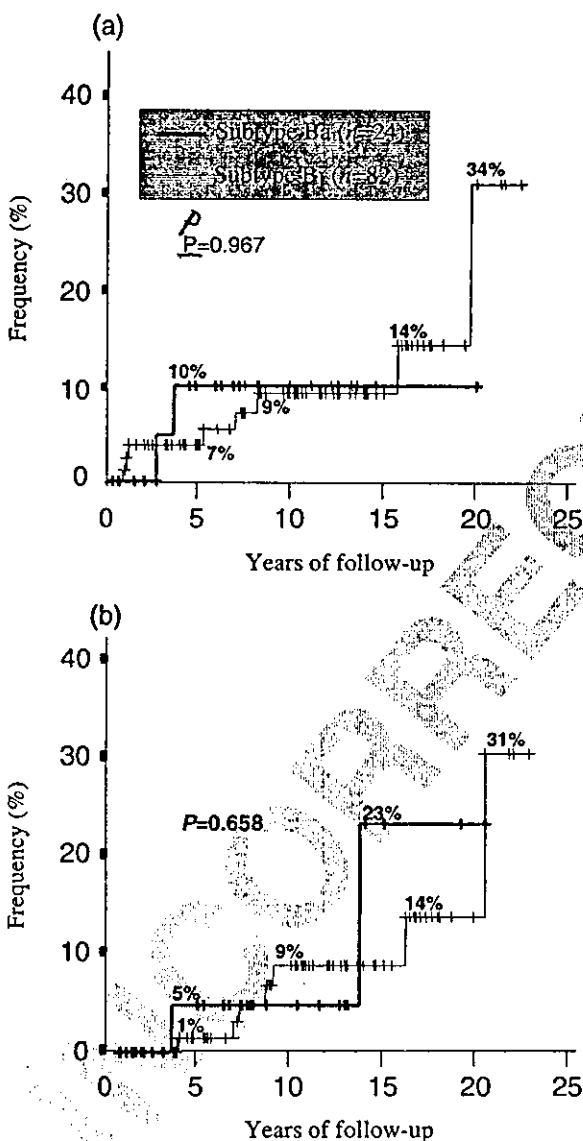 (a)
40
Subtype Ba (n=24)
Subtype Bj (n=82)
30
34%
Frequency (%)
p
P=0.967
20
14%
10%
10
9%
7%
0
0 5 10 15 20 25
Years of follow-up
(b)
40
31%
30
Frequency (%)
P=0.658
23%
20
14%
10
9%
5%
1%
0
0 5 10 15 20 25
Years of follow-up